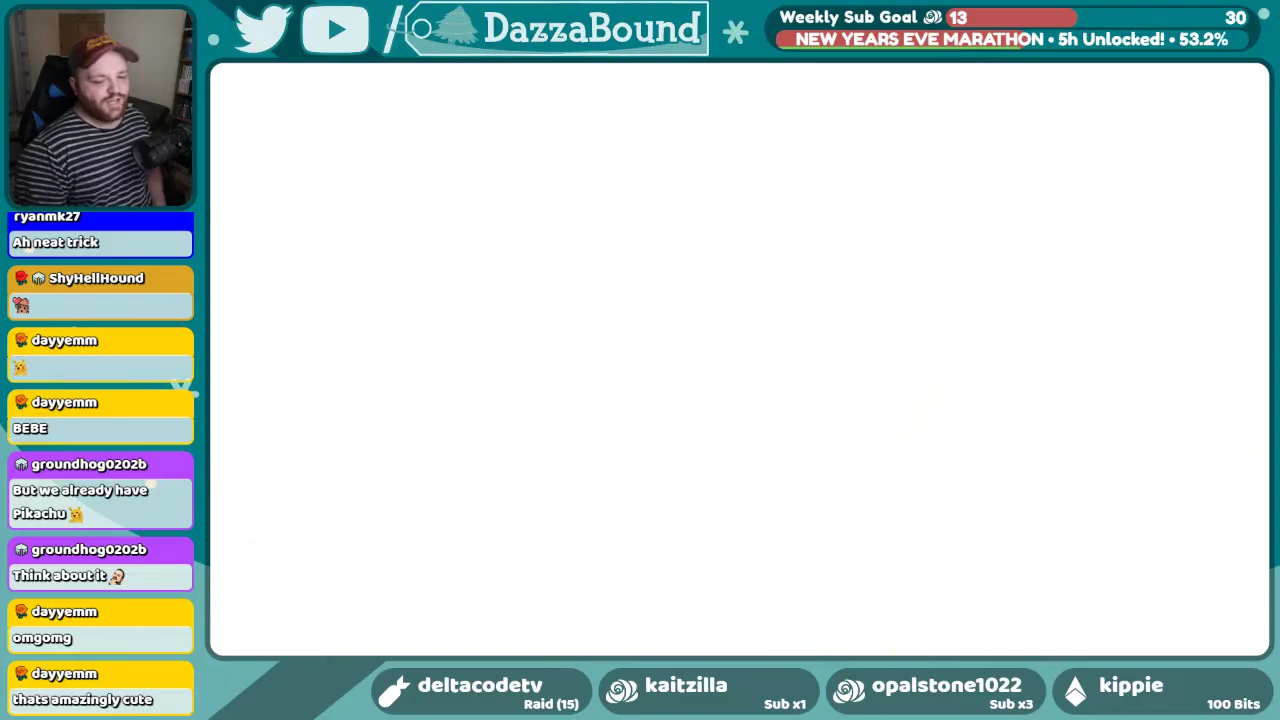 / DazzaBound
Weekly Sub Goal 13 30
NEW YEARS EVE MARATHON • 5h Unlocked! • 53.2%
ryanmk27
Ah neat trick
ShyHellHound
dayyemm
dayyemm
BEBE
groundhog0202b
But we already have
Pikachu
groundhog0202b
Think about it
dayyemm
omgomg
dayyemm
thats amazingly cute
deltacodetv
Raid (15)
kaitzilla
Sub x1
opalstone1022
Sub x3
kippie
100 Bits